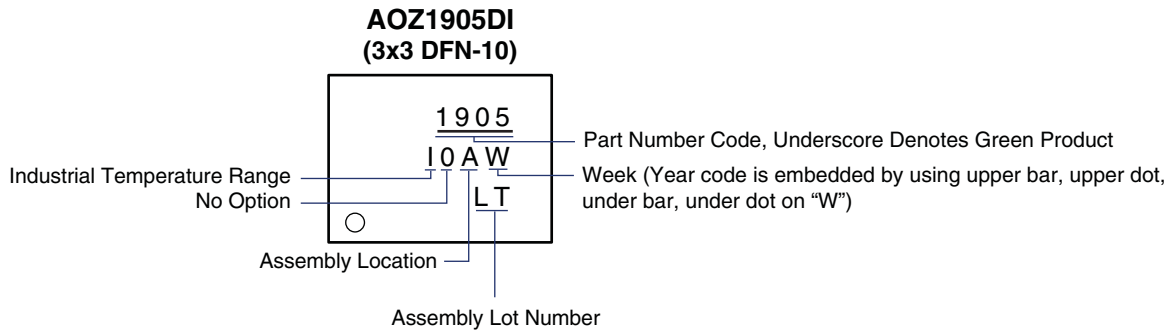 AOZ1905DI
(3x3 DFN-10)
1905
Part Number Code, Underscore Denotes Green Product
I0AW
Industrial Temperature Range
Week (Year code is embedded by using upper bar, upper dot,
under bar, under dot on “W”)
No Option
LT
Assembly Location
Assembly Lot Number